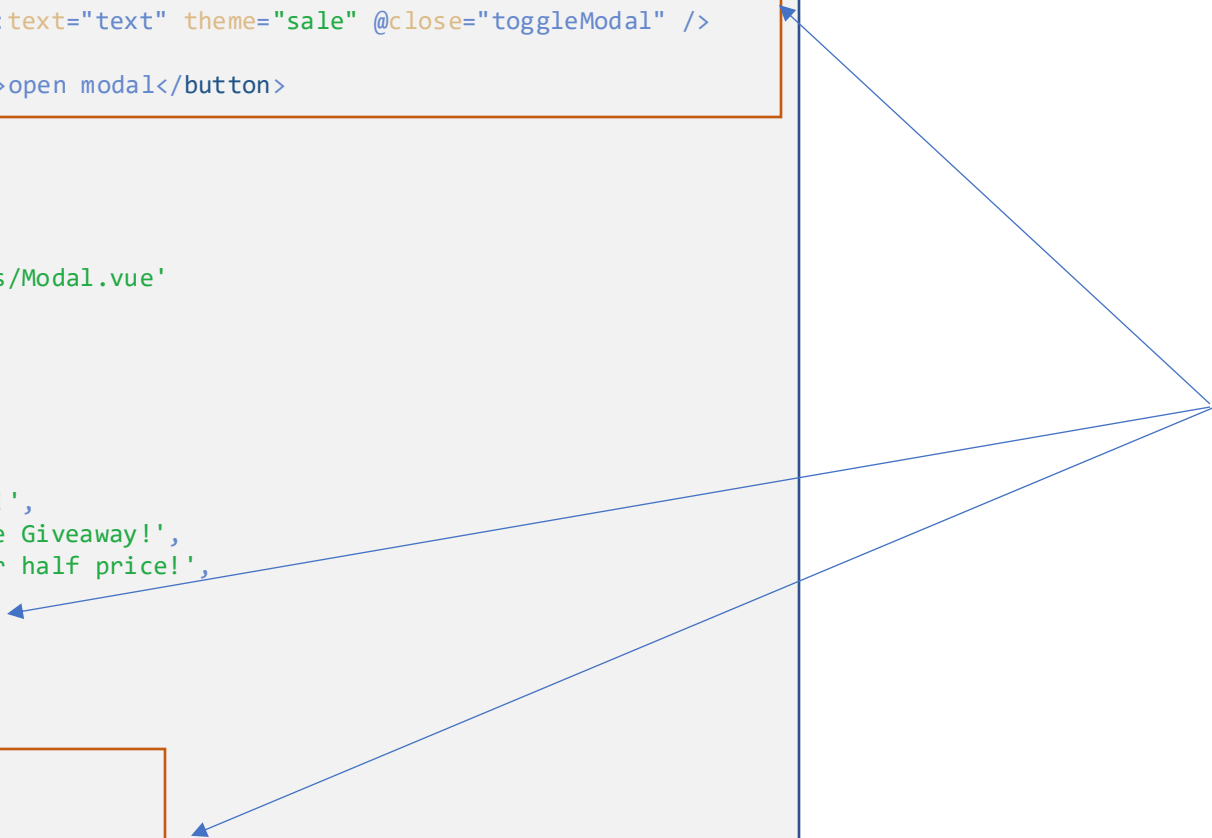 :text="text" theme="sale" @close="toggleModal" />
>open modal</button>
s/Modal.vue'
!',
e Giveaway!',
r half price!',